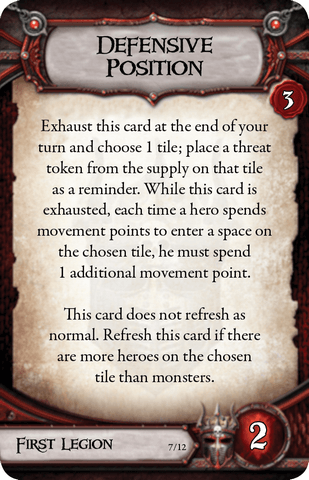 Defensive
Position
3
Exhaust this card at the end of your
turn and choose 1 tile; place a threat
token from the supply on that tile
as a reminder. While this card is
exhausted, each time a hero spends
movement points to enter a space on
the chosen tile, he must spend
1 additional movement point.
This card does not refresh as
normal. Refresh this card if there
are more heroes on the chosen
tile than monsters.
First Legion
7/12
2